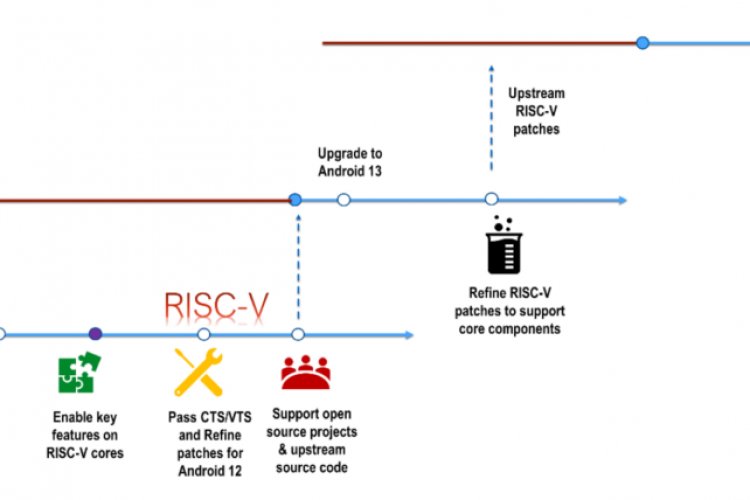 Upstream
RISC-V
patches
Upgrade to
Android 13
Refine RISC-V
patches to support
core components
RISC-V
Enable key
features on
RISC-V cores
Pass CTS/VTS
and Refine
patches for
Android 12
Support open
source projects
& upstream
source code